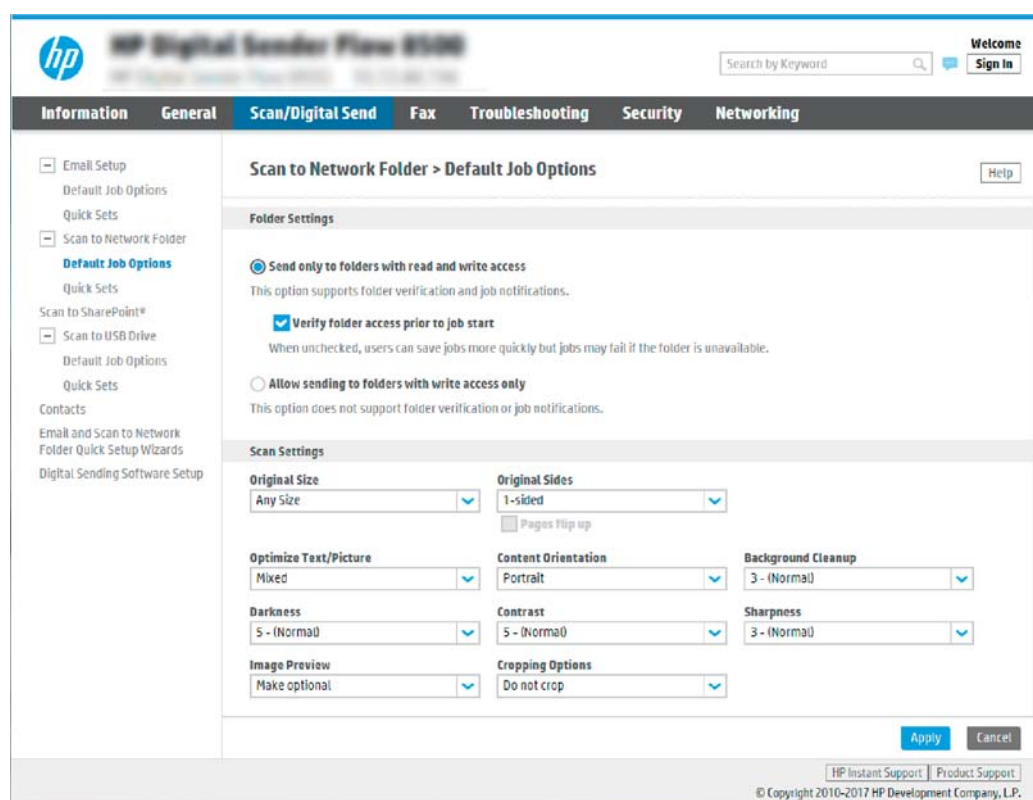 hp
HP Digital Sender Flow 8500
Welcome
Search by Keyword
Sign In
Information General Scan/Digital Send Fax Troubleshooting Security Networking
Email Setup
Default Job Options
Quick Sets
Scan to Network Folder
Default Job Options
Quick Sets
Scan to SharePoint®
Scan to USB Drive
Default Job Options
Quick Sets
Contacts
Email and Scan to Network
Folder Quick Setup Wizards
Digital Sending Software Setup
Scan to Network Folder > Default Job Options
Help
Folder Settings
Send only to folders with read and write access
This option supports folder verification and job notifications.
Verify folder access prior to job start
When unchecked, users can save jobs more quickly but jobs may fail if the folder is unavailable.
Allow sending to folders with write access only
This option does not support folder verification or job notifications.
Scan Settings
Original Size Original Sides
Any Size 1-sided
Pages flip up
Optimize Text/Picture Content Orientation Background Cleanup
Mixed Portrait 3 - (Normal)
Darkness Contrast Sharpness
5 - (Normal) 5 - (Normal) 3 - (Normal)
Image Preview Cropping Options
Make optional Do not crop
Apply Cancel
HP Instant Support Product Support
© Copyright 2010-2017 HP Development Company, L.P.